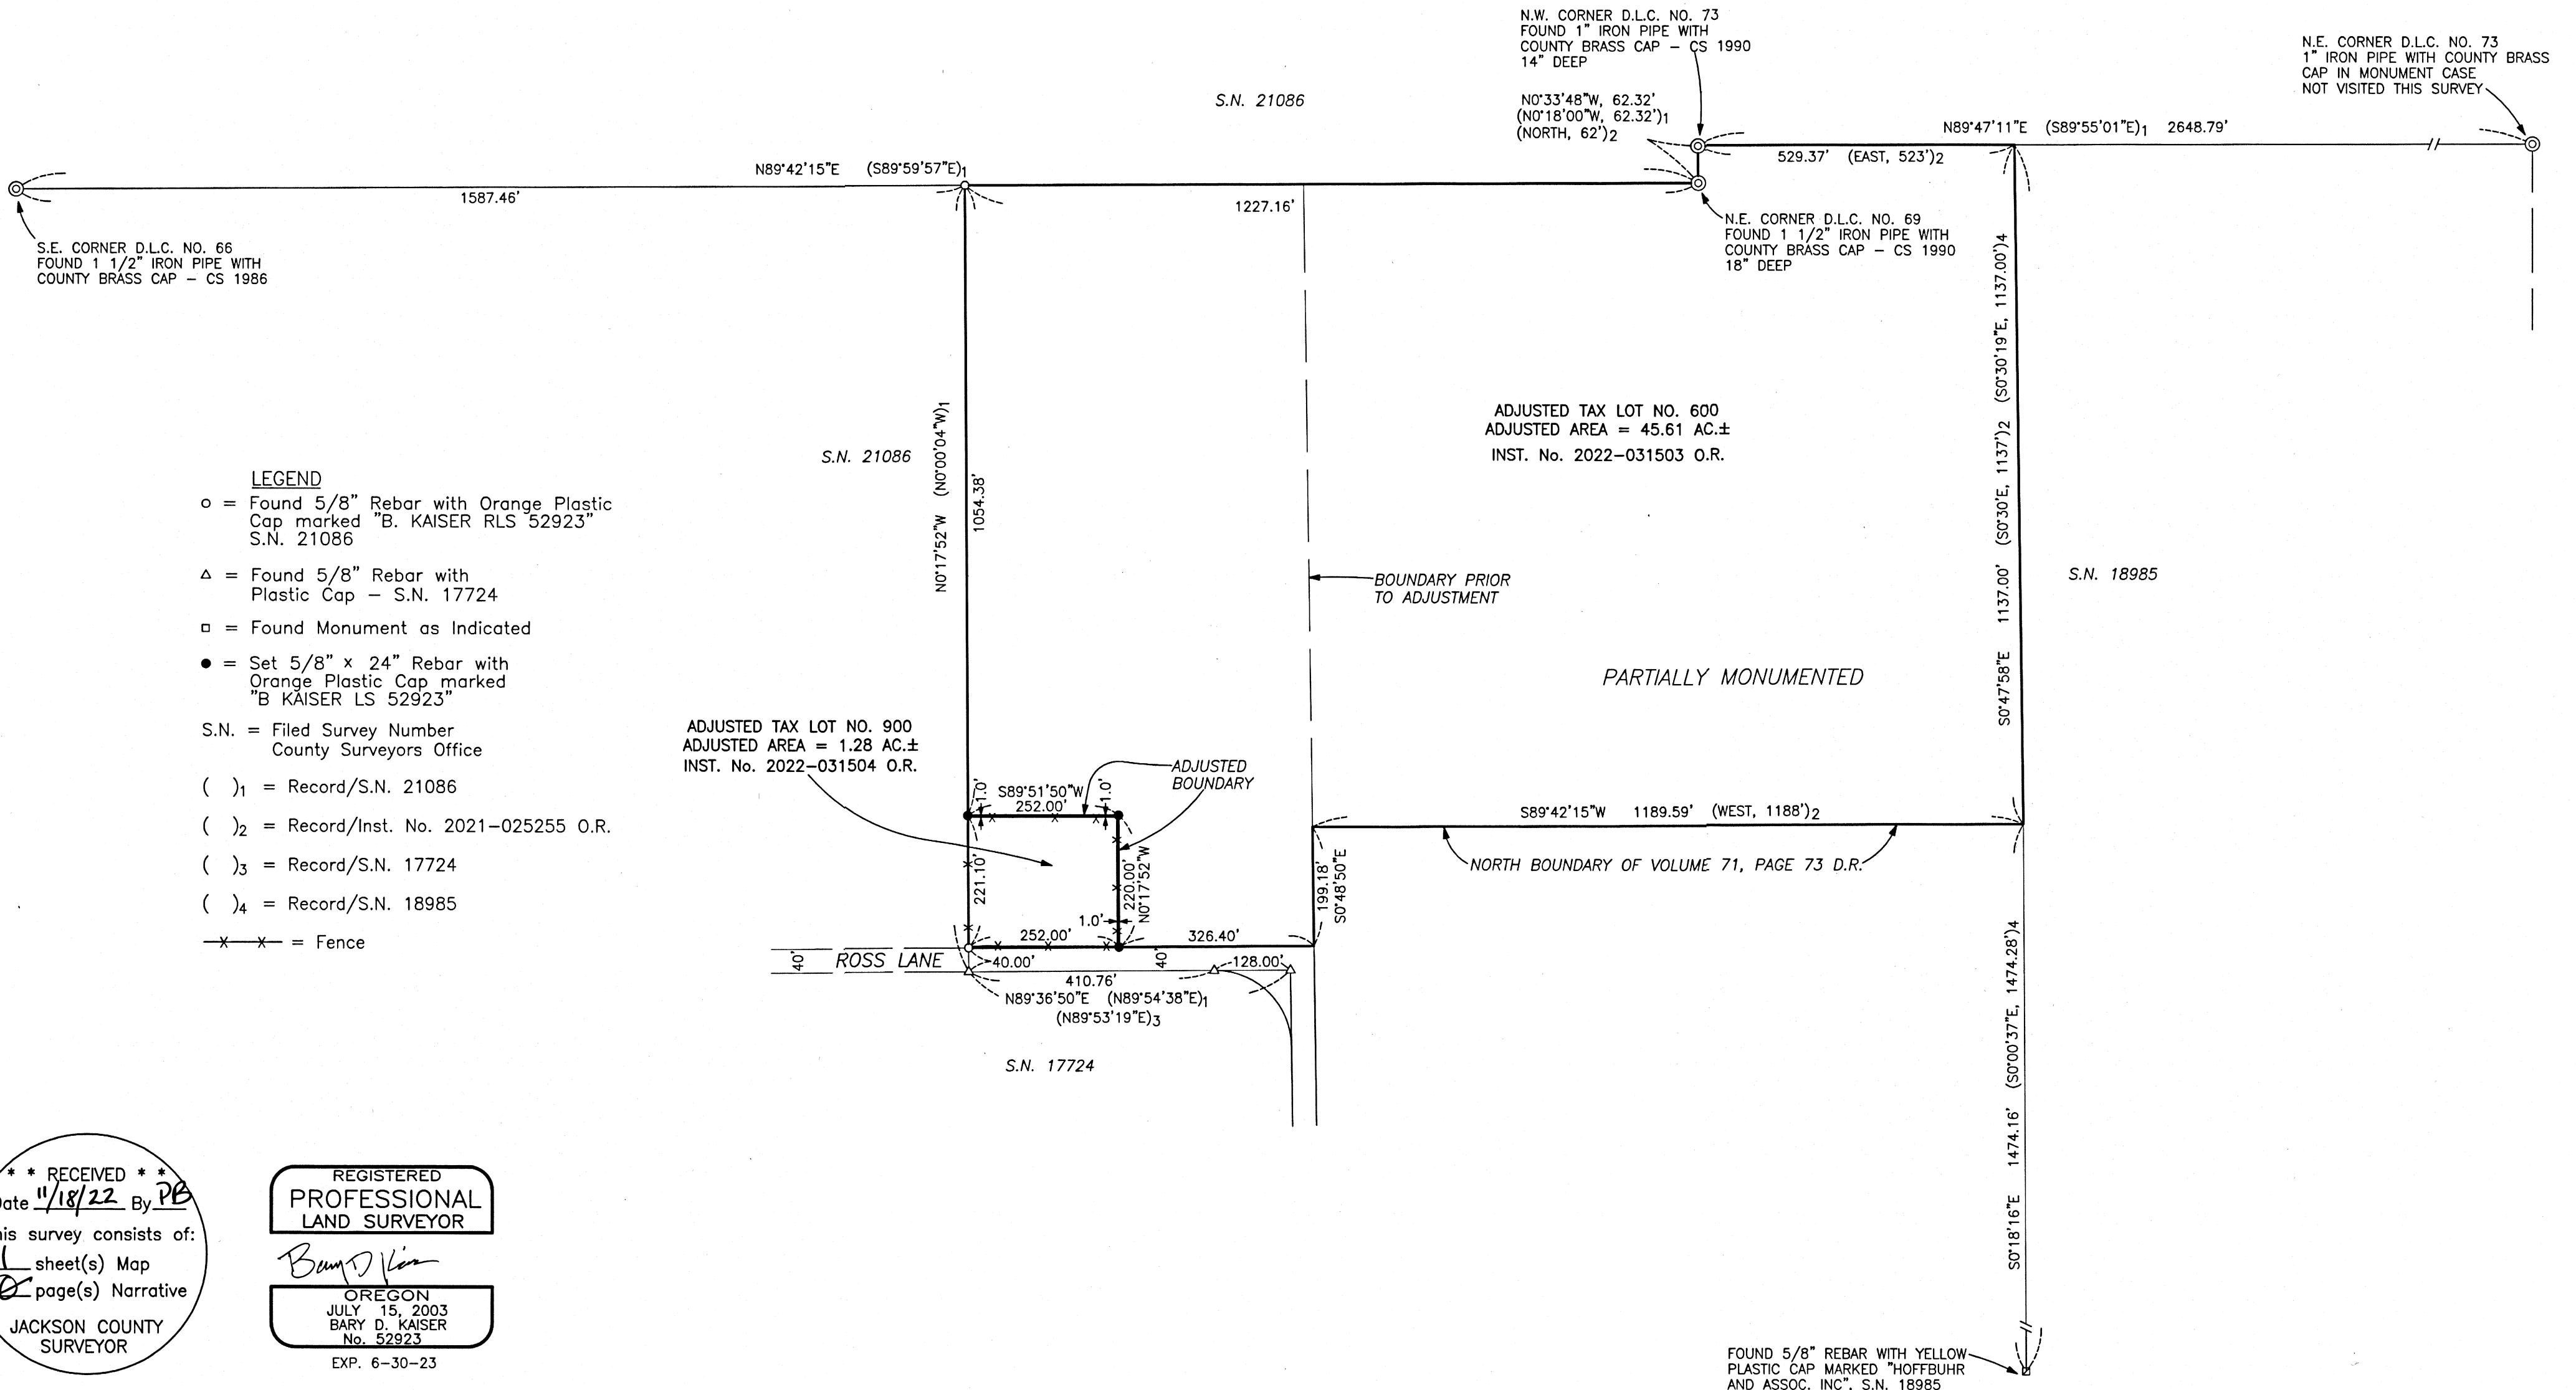 N.W. CORNER D.L.C. NO. 73
FOUND 1" IRON PIPE WITH
COUNTY BRASS CAP – CS 1990
14" DEEP
N.E. CORNER D.L.C. NO. 73
1" IRON PIPE WITH COUNTY BRASS
CAP IN MONUMENT CASE
NOT VISITED THIS SURVEY
S.N. 21086
N0°33'48"W, 62.32'
(N0°18'00"W, 62.32')1
(NORTH, 62')2
N89°47'11"E (S89°55'01"E)1 2648.79'
529.37' (EAST, 523')2
N89°42'15"E (S89°59'57"E)1
1587.46'
1227.16'
S.E. CORNER D.L.C. NO. 66
FOUND 1 1/2" IRON PIPE WITH
COUNTY BRASS CAP – CS 1986
N.E. CORNER D.L.C. NO. 69
FOUND 1 1/2" IRON PIPE WITH
COUNTY BRASS CAP – CS 1990
18" DEEP
ADJUSTED TAX LOT NO. 600
ADJUSTED AREA = 45.61 AC.±
INST. No. 2022–031503 O.R.
S.N. 21086
N0°17'52"W (N0°00'04"W)1
1054.38'
S0°47'58"E 1137.00' (S0°30'E, 1137')2 (S0°30'19"E, 1137.00')4
S.N. 18985
BOUNDARY PRIOR
TO ADJUSTMENT
PARTIALLY MONUMENTED
LEGEND
= Found 5/8" Rebar with Orange Plastic
Cap marked "B. KAISER RLS 52923"
S.N. 21086
= Found 5/8" Rebar with
Plastic Cap – S.N. 17724
= Found Monument as Indicated
= Set 5/8" x 24" Rebar with
Orange Plastic Cap marked
"B KAISER LS 52923"
S.N. = Filed Survey Number
County Surveyors Office
( )1 = Record/S.N. 21086
( )2 = Record/Inst. No. 2021–025255 O.R.
( )3 = Record/S.N. 17724
( )4 = Record/S.N. 18985
= Fence
ADJUSTED TAX LOT NO. 900
ADJUSTED AREA = 1.28 AC.±
INST. No. 2022–031504 O.R.
ADJUSTED
BOUNDARY
1.0'
S89°51'50"W
252.00'
1.0'
221.10'
220.00'
N0°17'52"W
1.0'
252.00'
326.40'
199.18'
S0°48'50"E
S89°42'15"W 1189.59' (WEST, 1188')2
NORTH BOUNDARY OF VOLUME 71, PAGE 73 D.R.
40'
ROSS LANE
40.00'
40'
128.00'
410.76'
N89°36'50"E (N89°54'38"E)1
(N89°53'19"E)3
S.N. 17724
S0°18'16"E 1474.16' (S0°00'37"E, 1474.28')4
FOUND 5/8" REBAR WITH YELLOW
PLASTIC CAP MARKED "HOFFBUHR
AND ASSOC. INC", S.N. 18985
* * RECEIVED * *
Date 11/18/22 By PB
his survey consists of:
1 sheet(s) Map
0 page(s) Narrative
JACKSON COUNTY
SURVEYOR
REGISTERED
PROFESSIONAL
LAND SURVEYOR
OREGON
JULY 15, 2003
BARY D. KAISER
No. 52923
EXP. 6–30–23